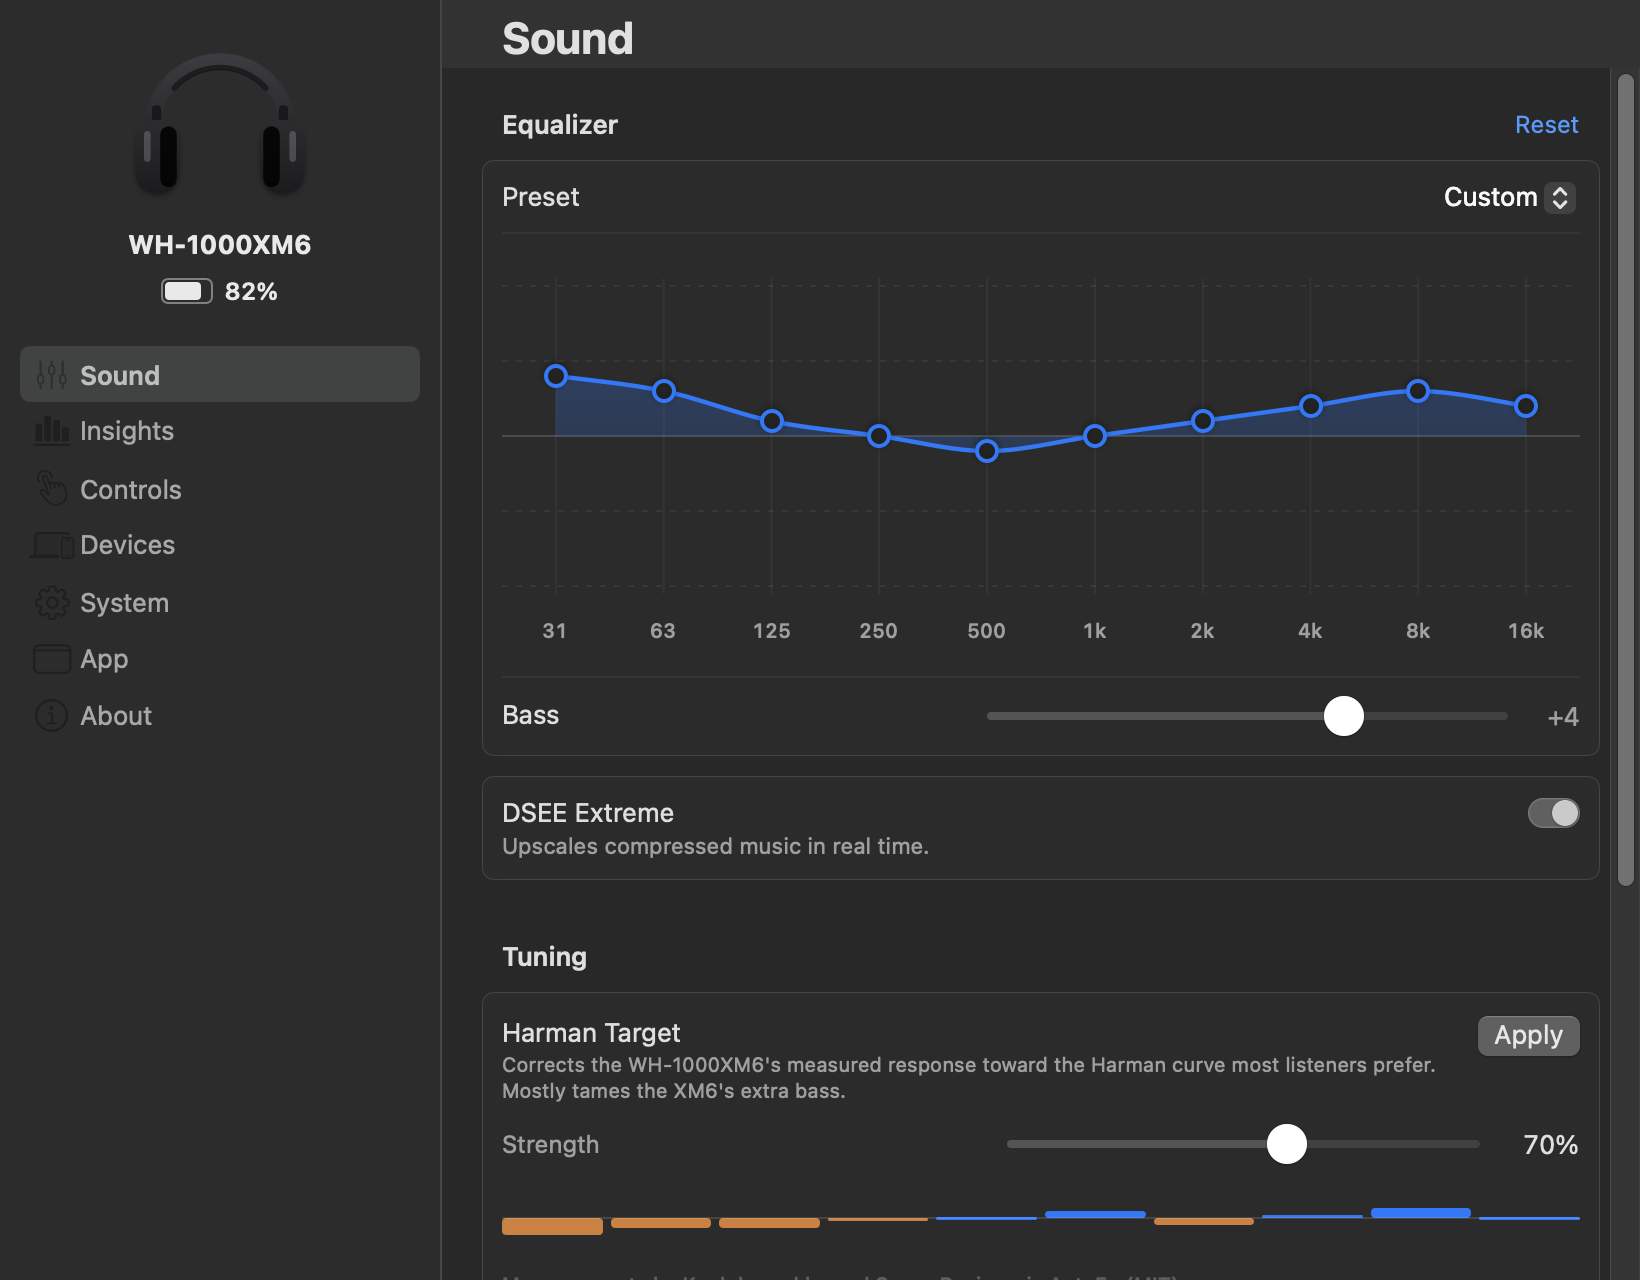 Sound
WH-1000XM6
82%
Sound
Insights
Controls
Devices
System
App
About
Equalizer
Reset
Preset
Custom
31 63 125 250 500 1k 2k 4k 8k 16k
Bass
+4
DSEE Extreme
Upscales compressed music in real time.
Tuning
Harman Target
Apply
Corrects the WH-1000XM6's measured response toward the Harman curve most listeners prefer.
Mostly tames the XM6's extra bass.
Strength
70%